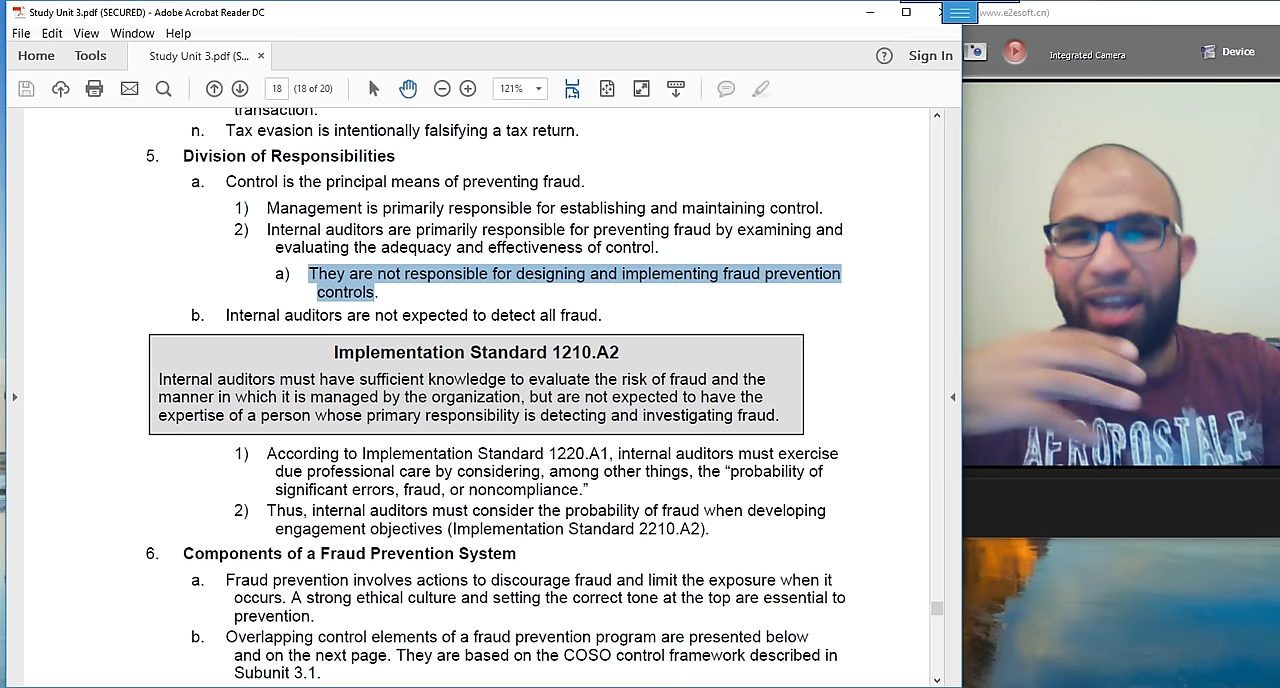 Study Unit 3.pdf (SECURED) - Adobe Acrobat Reader DC
www.e2esoft.cn)
File Edit View Window Help
Home Tools Study Unit 3.pdf (S... × Sign In
Integrated Camera Device
18 (18 of 20) 121%
transaction.
n. Tax evasion is intentionally falsifying a tax return.
5. Division of Responsibilities
a. Control is the principal means of preventing fraud.
1) Management is primarily responsible for establishing and maintaining control.
2) Internal auditors are primarily responsible for preventing fraud by examining and
evaluating the adequacy and effectiveness of control.
a) They are not responsible for designing and implementing fraud prevention
controls.
b. Internal auditors are not expected to detect all fraud.
Implementation Standard 1210.A2
Internal auditors must have sufficient knowledge to evaluate the risk of fraud and the
manner in which it is managed by the organization, but are not expected to have the
expertise of a person whose primary responsibility is detecting and investigating fraud.
1) According to Implementation Standard 1220.A1, internal auditors must exercise
due professional care by considering, among other things, the “probability of
significant errors, fraud, or noncompliance.”
2) Thus, internal auditors must consider the probability of fraud when developing
engagement objectives (Implementation Standard 2210.A2).
6. Components of a Fraud Prevention System
a. Fraud prevention involves actions to discourage fraud and limit the exposure when it
occurs. A strong ethical culture and setting the correct tone at the top are essential to
prevention.
b. Overlapping control elements of a fraud prevention program are presented below
and on the next page. They are based on the COSO control framework described in
Subunit 3.1.
AEROPOSTALE